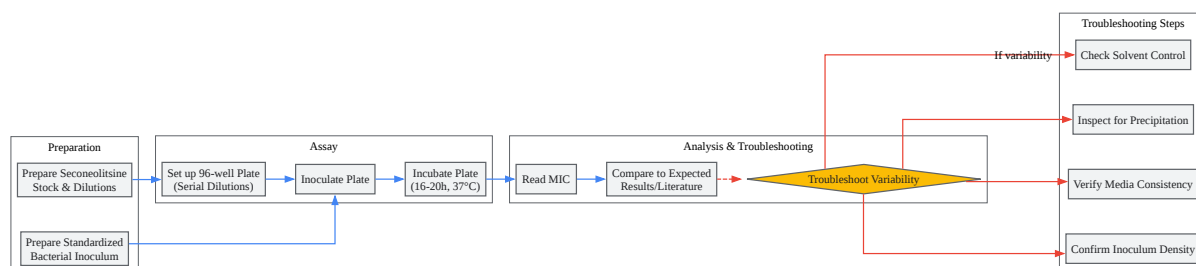 Preparation
Prepare Seconeolitsine
Stock & Dilutions
Prepare Standardized
Bacterial Inoculum
Assay
Set up 96-well Plate
(Serial Dilutions)
Inoculate Plate
Incubate Plate
(16-20h, 37°C)
Analysis & Troubleshooting
Read MIC
Compare to Expected
Results/Literature
Troubleshoot Variability
If variability
Troubleshooting Steps
Check Solvent Control
Inspect for Precipitation
Verify Media Consistency
Confirm Inoculum Density